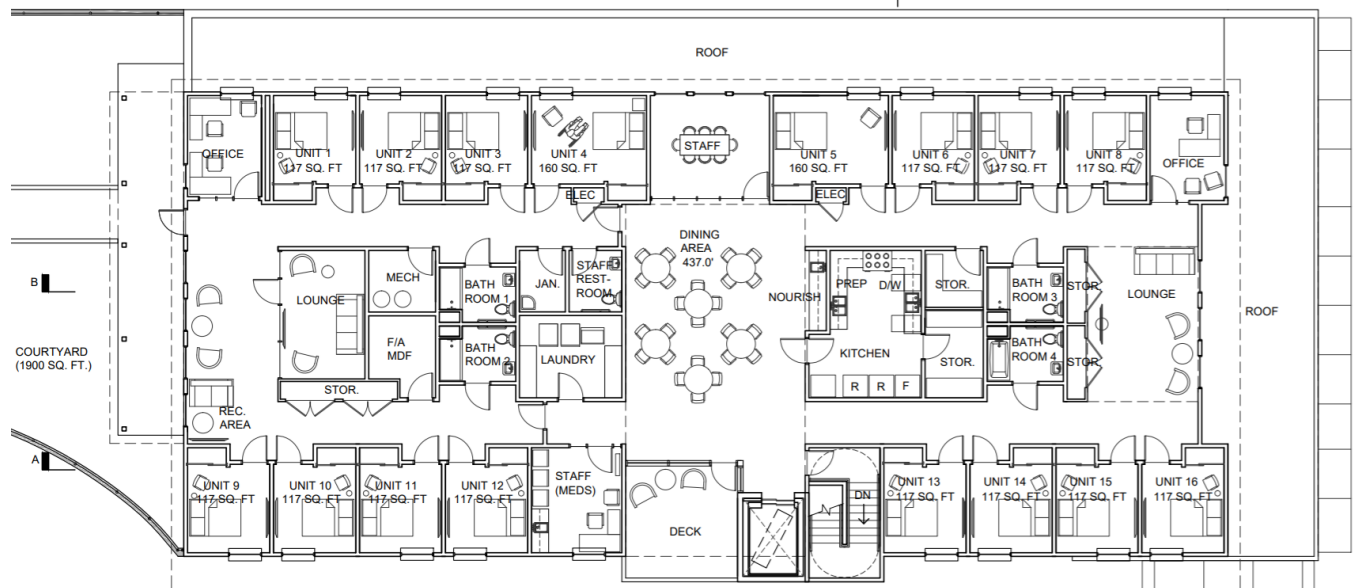 ROOF
OFFICE
UNIT 1
117 SQ. FT
UNIT 2
117 SQ. FT
UNIT 3
117 SQ. FT
UNIT 4
160 SQ. FT
STAFF
UNIT 5
160 SQ. FT
UNIT 6
117 SQ. FT
UNIT 7
117 SQ. FT
UNIT 8
117 SQ. FT
OFFICE
ELEC
ELEC
DINING
AREA
437.0'
B
LOUNGE
MECH
BATH
ROOM 1
JAN.
STAFF
REST-
ROOM
NOURISH
PREP
D/W
STOR.
BATH
ROOM 3
STOR.
LOUNGE
ROOF
COURTYARD
(1900 SQ. FT.)
F/A
MDF
BATH
ROOM 2
LAUNDRY
KITCHEN
STOR.
BATH
ROOM 4
STOR.
R
R
F
STOR.
REC.
AREA
A
UNIT 9
117 SQ. FT
UNIT 10
117 SQ. FT
UNIT 11
117 SQ. FT
UNIT 12
117 SQ. FT
STAFF
(MEDS)
DECK
DN
UNIT 13
117 SQ. FT
UNIT 14
117 SQ. FT
UNIT 15
117 SQ. FT
UNIT 16
117 SQ. FT